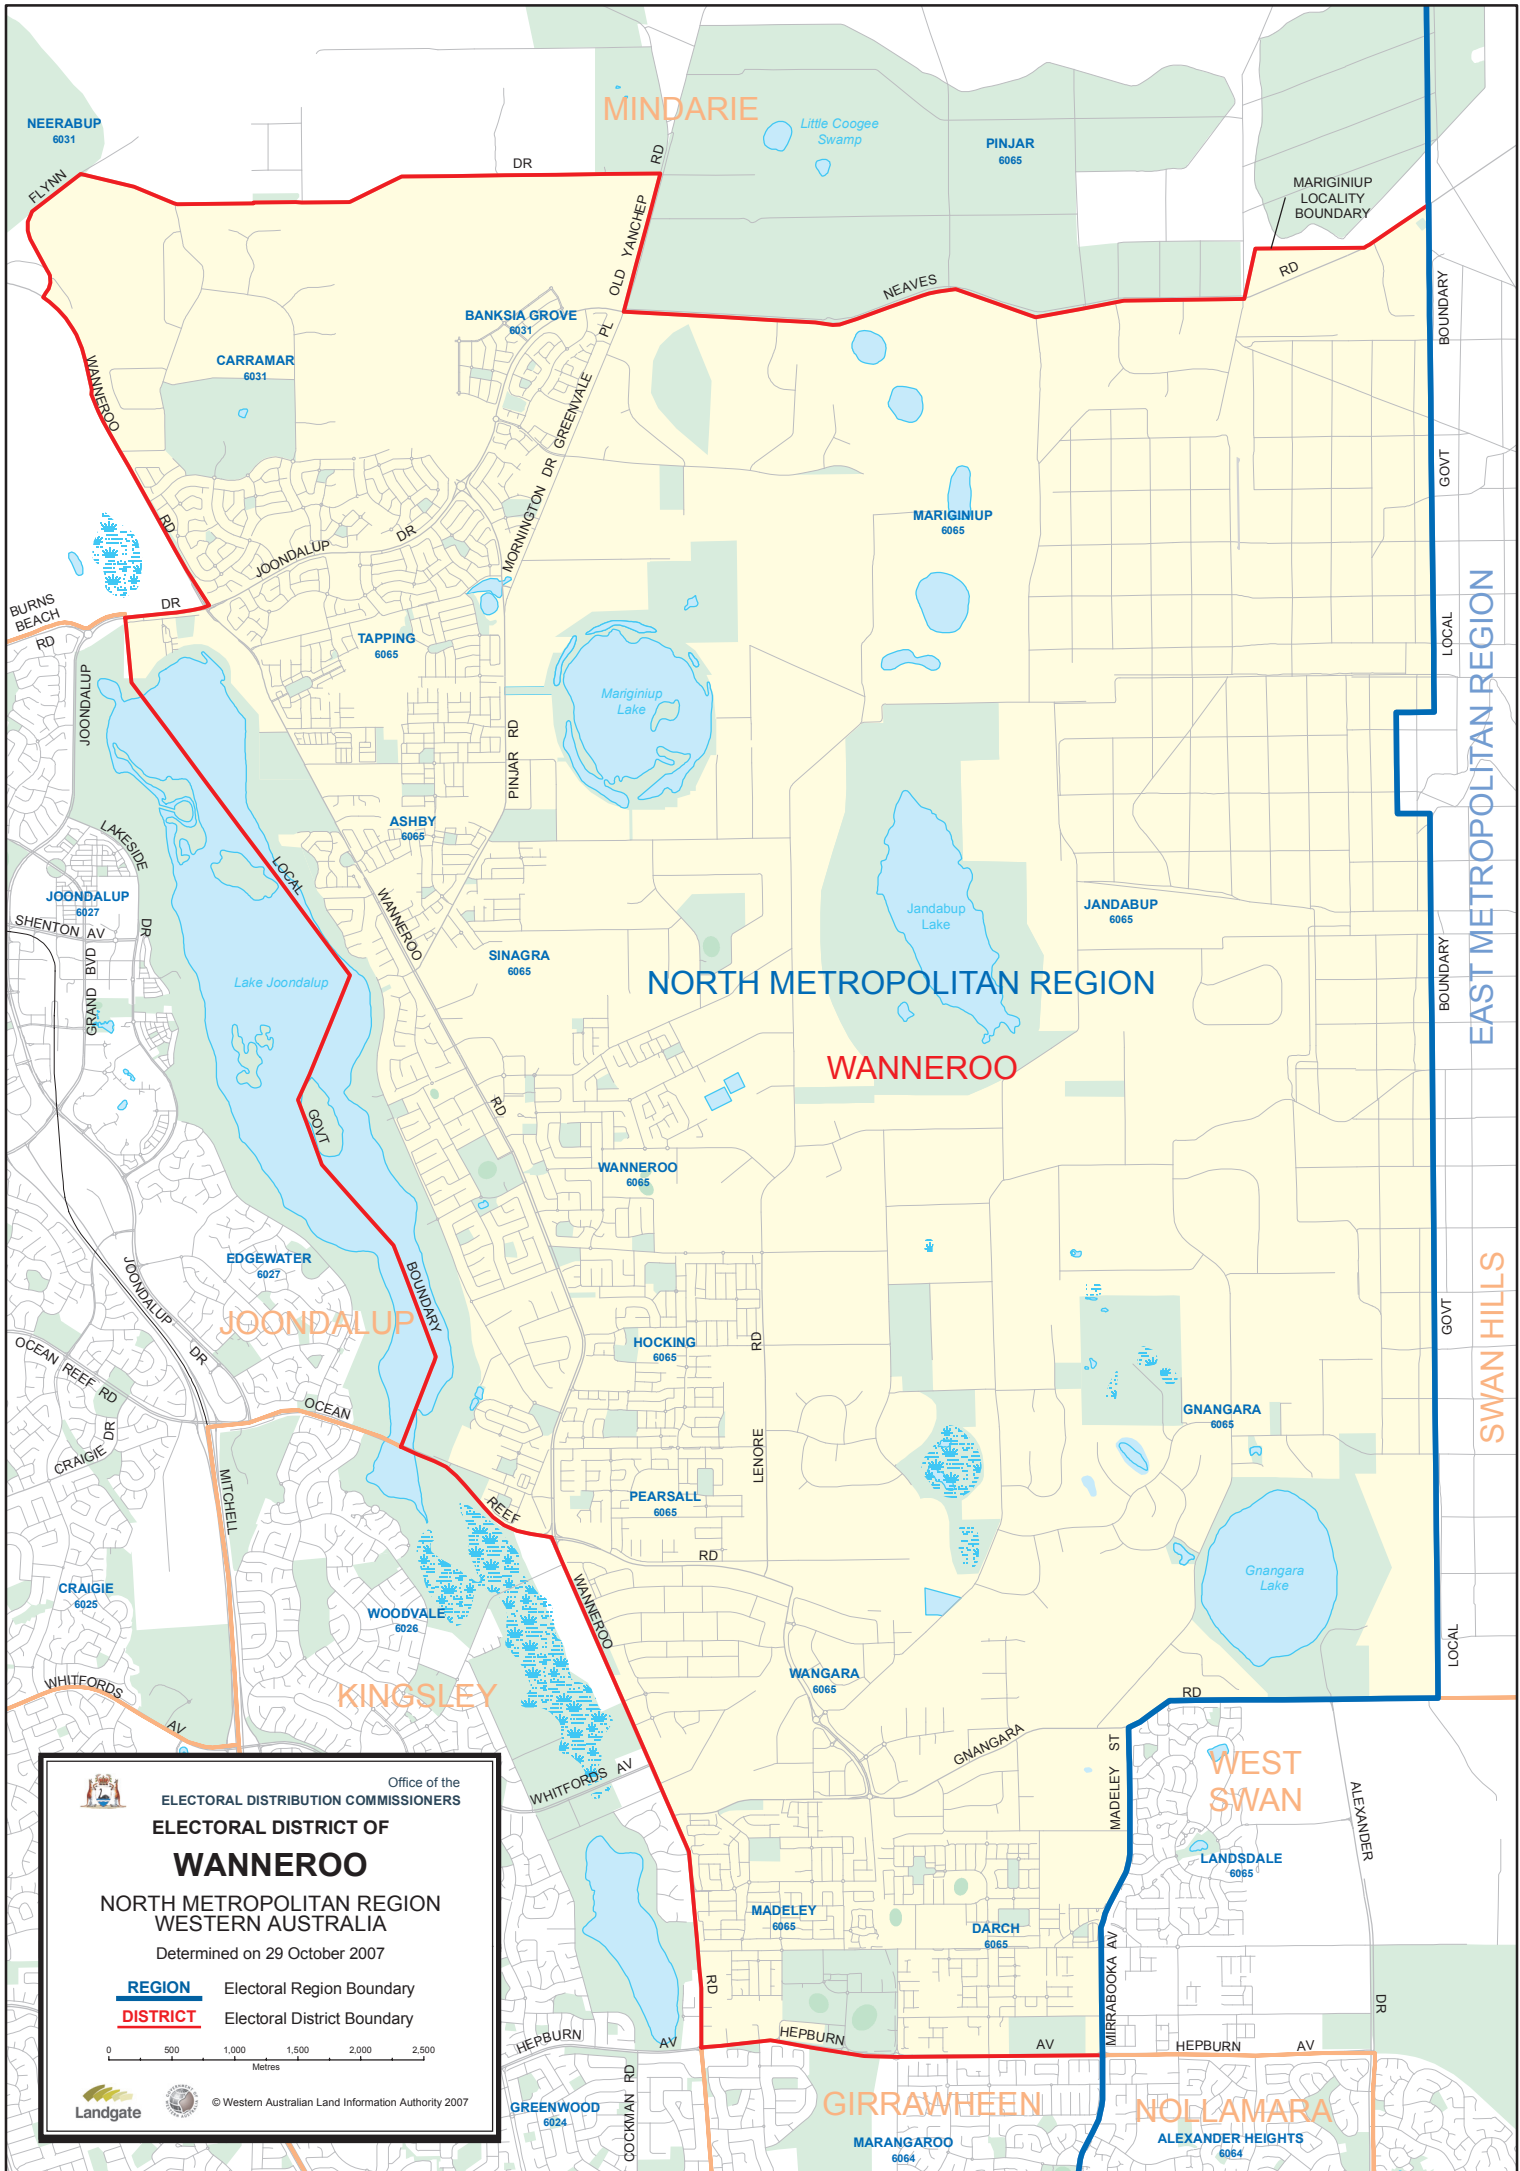 MINDARIE
NEERABUP
6031
Little Coogee
Swamp
PINJAR
6065
FLYNN
DR
RD
MARIGINIUP
LOCALITY
BOUNDARY
OLD YANCHEP
NEAVES
RD
BOUNDARY
BANKSIA GROVE
6031
PL
CARRAMAR
6031
WANNEROO
GREENVALE
DR
MORNINGTON
GOVT
MARIGINIUP
6065
RD
JOONDALUP
DR
BURNS
BEACH
RD
DR
TAPPING
6065
LOCAL
EAST METROPOLITAN REGION
JOONDALUP
Mariginiup
Lake
PINJAR RD
ASHBY
6065
LAKESIDE
LOCAL
JOONDALUP
6027
WANNEROO
Jandabup
Lake
JANDABUP
6065
SHENTON AV
DR
GRAND BVD
SINAGRA
6065
BOUNDARY
Lake Joondalup
NORTH METROPOLITAN REGION
WANNEROO
GOVT
RD
WANNEROO
6065
EDGEWATER
6027
JOONDALUP
BOUNDARY
JOONDALUP
DR
GOVT
SWAN HILLS
HOCKING
6065
RD
OCEAN REEF RD
OCEAN
GNANGARA
6065
CRAIGIE DR
LENORE
MITCHELL
PEARSALL
6065
REEF
RD
Gnangara
Lake
CRAIGIE
6025
WOODVALE
6026
WANNEROO
LOCAL
WANGARA
6065
WHITFORDS
AV
KINGSLEY
RD
GNANGARA
MADELEY ST
WEST
SWAN
WHITFORDS AV
ALEXANDER
LANDSDALE
6065
MADELEY
6065
DARCH
6065
MIRRABOOKA AV
RD
DR
HEPBURN
AV
HEPBURN
AV
HEPBURN
AV
COCKMAN RD
GREENWOOD
6024
GIRRAWHEEN
MARANGAROO
6064
NOLLAMARA
ALEXANDER HEIGHTS
6064
Office of the
ELECTORAL DISTRIBUTION COMMISSIONERS
ELECTORAL DISTRICT OF
WANNEROO
NORTH METROPOLITAN REGION
WESTERN AUSTRALIA
Determined on 29 October 2007
REGION Electoral Region Boundary
DISTRICT Electoral District Boundary
0 500 1,000 1,500 2,000 2,500
Metres
Landgate
© Western Australian Land Information Authority 2007